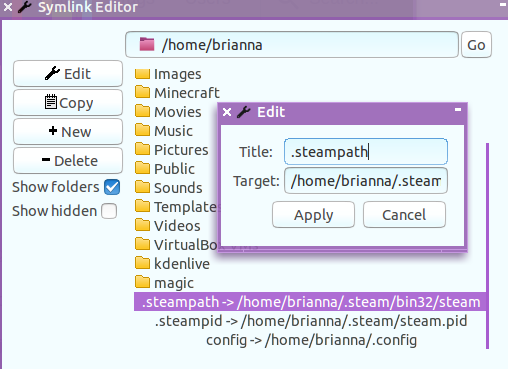 Symlink Editor
/home/brianna
Go
Edit
Copy
New
Delete
Show folders
Show hidden
Images
Minecraft
Movies
Music
Pictures
Public
Sounds
Templates
Videos
kdenlive
magic
.steampath -> /home/brianna/.steam/bin32/steam
.steampid -> /home/brianna/.steam/steam.pid
config -> /home/brianna/.config
Edit
Title: .steampath
Target: /home/brianna/.steam
Apply
Cancel